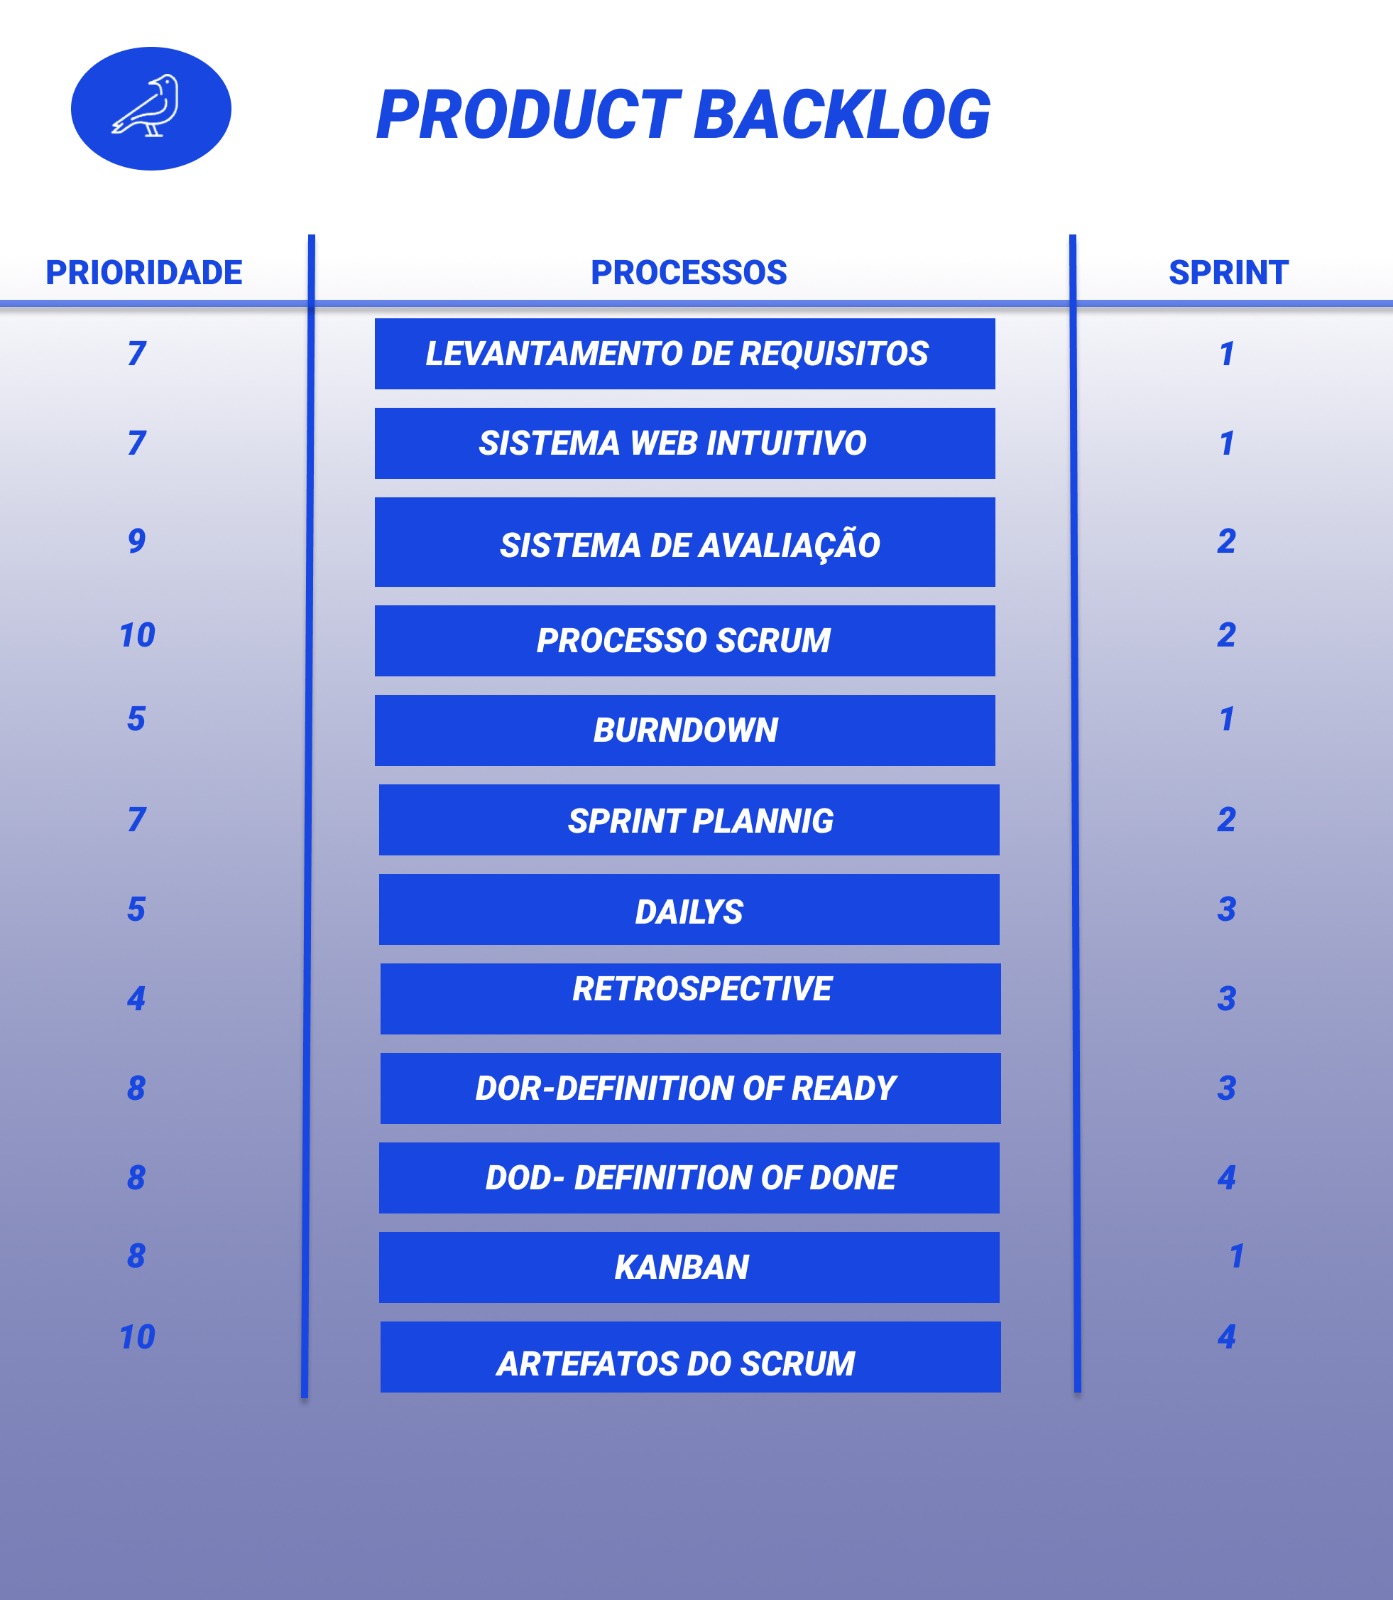 PRODUCT BACKLOG
PRIORIDADE PROCESSOS SPRINT
7 LEVANTAMENTO DE REQUISITOS 1
7 SISTEMA WEB INTUITIVO 1
9 SISTEMA DE AVALIAÇÃO 2
10 PROCESSO SCRUM 2
5 BURNDOWN 1
7 SPRINT PLANNIG 2
5 DAILYS 3
4 RETROSPECTIVE 3
8 DOR-DEFINITION OF READY 3
8 DOD- DEFINITION OF DONE 4
8 KANBAN 1
10 ARTEFATOS DO SCRUM 4